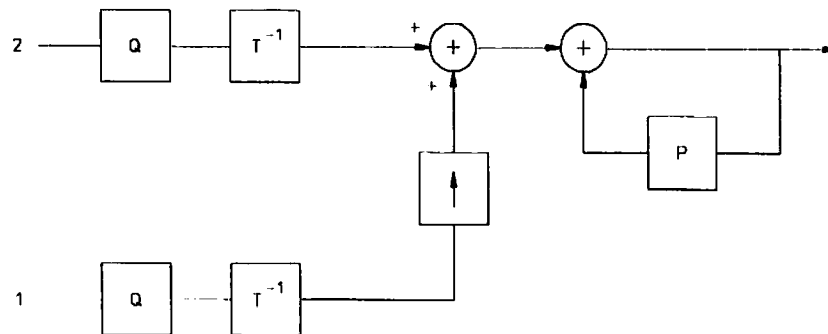 2 Q T⁻¹ + + +
+
P
1 Q T⁻¹